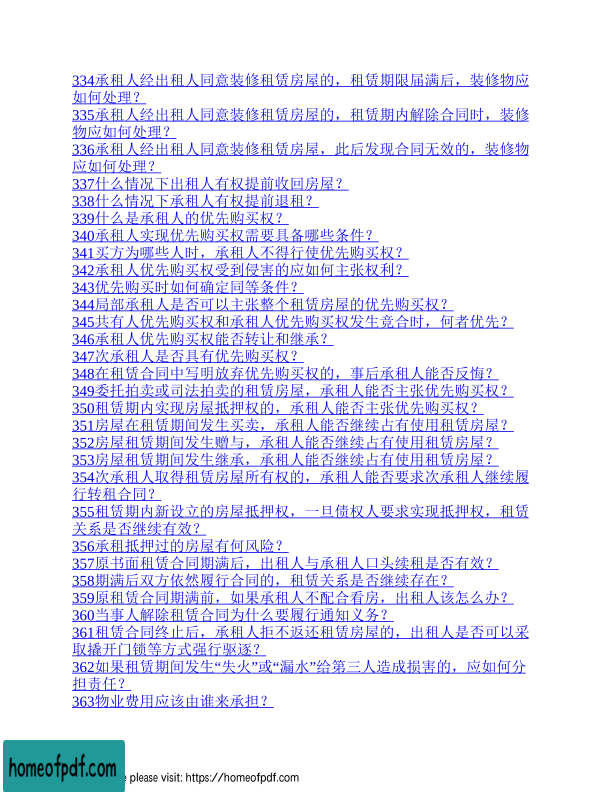 334承租人经出租人同意装修租赁房屋的，租赁期限届满后，装修物应
如何处理？
335承租人经出租人同意装修租赁房屋的，租赁期内解除合同时，装修
物应如何处理？
336承租人经出租人同意装修租赁房屋，此后发现合同无效的，装修物
应如何处理？
337什么情况下出租人有权提前收回房屋？
338什么情况下承租人有权提前退租？
339什么是承租人的优先购买权？
340承租人实现优先购买权需要具备哪些条件？
341买方为哪些人时，承租人不得行使优先购买权？
342承租人优先购买权受到侵害的应如何主张权利？
343优先购买时如何确定同等条件？
344局部承租人是否可以主张整个租赁房屋的优先购买权？
345共有人优先购买权和承租人优先购买权发生竞合时，何者优先？
346承租人优先购买权能否转让和继承？
347次承租人是否具有优先购买权？
348在租赁合同中写明放弃优先购买权的，事后承租人能否反悔？
349委托拍卖或司法拍卖的租赁房屋，承租人能否主张优先购买权？
350租赁期内实现房屋抵押权的，承租人能否主张优先购买权？
351房屋在租赁期间发生买卖，承租人能否继续占有使用租赁房屋？
352房屋租赁期间发生赠与，承租人能否继续占有使用租赁房屋？
353房屋租赁期间发生继承，承租人能否继续占有使用租赁房屋？
354次承租人取得租赁房屋所有权的，承租人能否要求次承租人继续履
行转租合同？
355租赁期内新设立的房屋抵押权，一旦债权人要求实现抵押权，租赁
关系是否继续有效？
356承租抵押过的房屋有何风险？
357原书面租赁合同期满后，出租人与承租人口头续租是否有效？
358期满后双方依然履行合同的，租赁关系是否继续存在？
359原租赁合同期满前，如果承租人不配合看房，出租人该怎么办？
360当事人解除租赁合同为什么要履行通知义务？
361租赁合同终止后，承租人拒不返还租赁房屋的，出租人是否可以采
取撬开门锁等方式强行驱逐？
362如果租赁期间发生“失火”或“漏水”给第三人造成损害的，应如何分
担责任？
363物业费用应该由谁来承担？
homeofpdf.com
please visit: https://homeofpdf.com